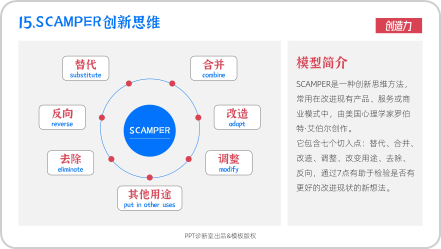 15.SCAMPER创新思维
创造力
替代
substitute
合并
combine
反向
reverse
改造
adapt
SCAMPER
去除
eliminate
调整
modify
其他用途
put in other uses
模型简介
SCAMPER是一种创新思维方法，
常用在改进现有产品、服务或商
业模式中，由美国心理学家罗伯
特·艾伯尔创作。
它包含七个切入点：替代、合并、
改造、调整、改变用途、去除、
反向，通过7点有助于检验是否有
更好的改进现状的新想法。
PPT诊断室出品&模板版权